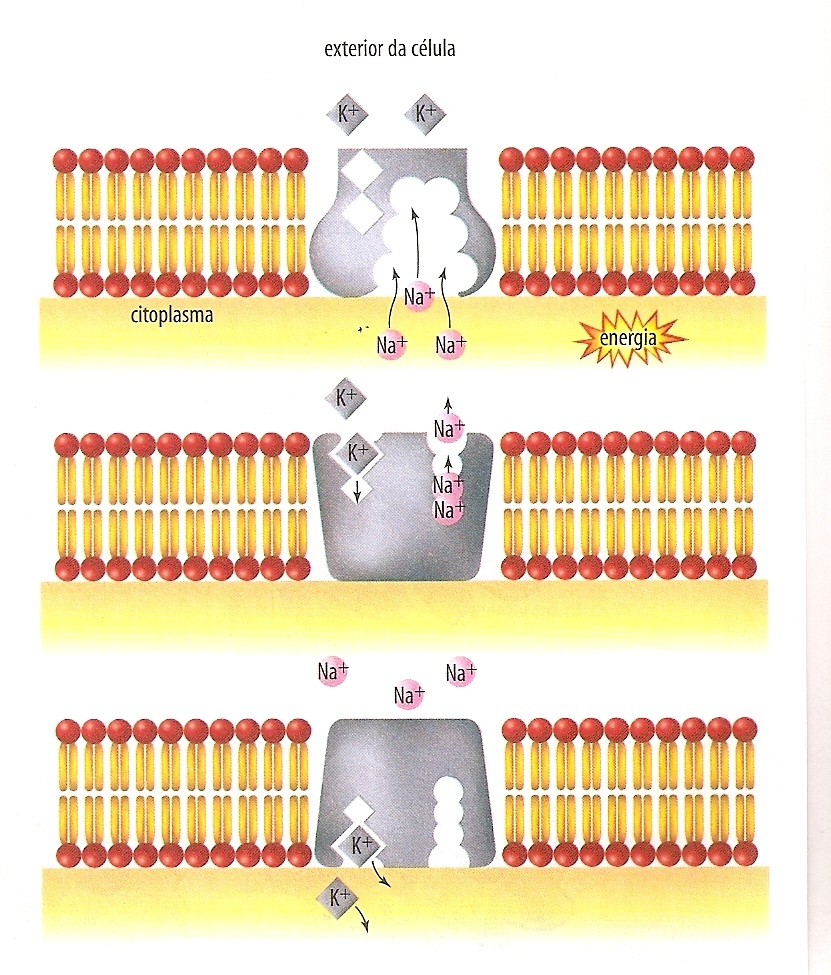 exterior da célula
K+ K+
Na+
citoplasma
energia
Na+ Na+
K+
Na+
K+
Na+
Na+
Na+ Na+
Na+
K+
K+